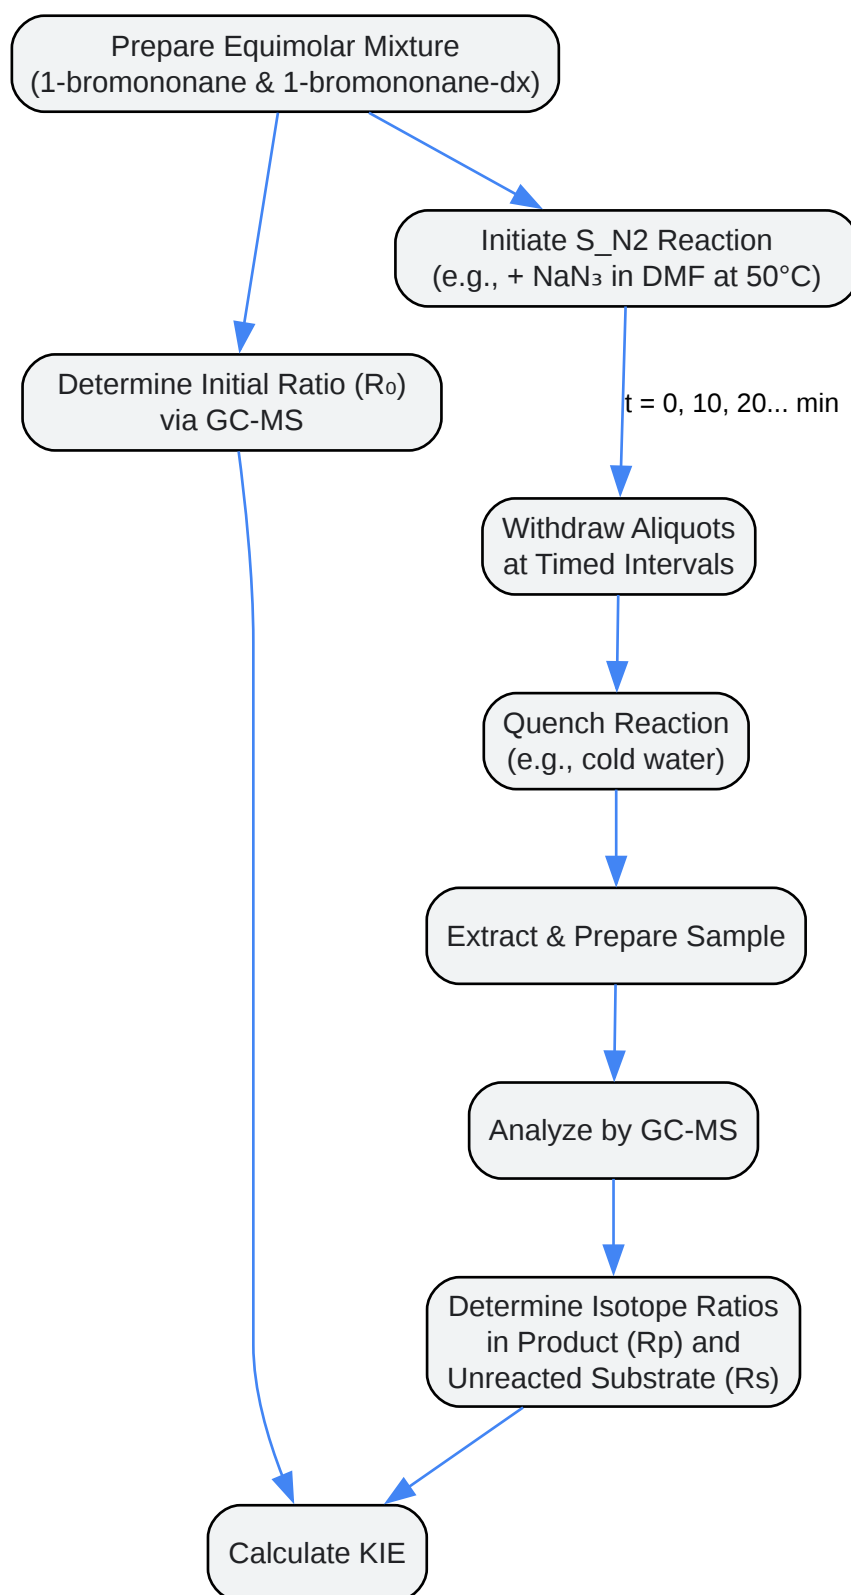 Prepare Equimolar Mixture
(1-bromononane & 1-bromononane-dx)
Initiate S_N2 Reaction
(e.g., + NaN₃ in DMF at 50°C)
Determine Initial Ratio (R₀)
via GC-MS
t = 0, 10, 20... min
Withdraw Aliquots
at Timed Intervals
Quench Reaction
(e.g., cold water)
Extract & Prepare Sample
Analyze by GC-MS
Determine Isotope Ratios
in Product (Rp) and
Unreacted Substrate (Rs)
Calculate KIE